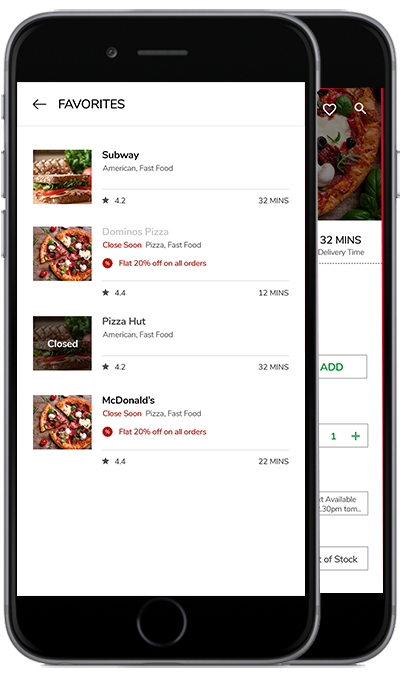 FAVORITES
Subway
American, Fast Food
4.2 32 MINS
Dominos Pizza
Close Soon Pizza, Fast Food
% Flat 20% off on all orders
4.4 12 MINS
Pizza Hut
American, Fast Food
Closed
4.2 32 MINS
McDonald's
Close Soon Pizza, Fast Food
% Flat 20% off on all orders
4.4 22 MINS
32 MINS
Delivery Time
ADD
1 +
Available
.30pm tom..
of Stock